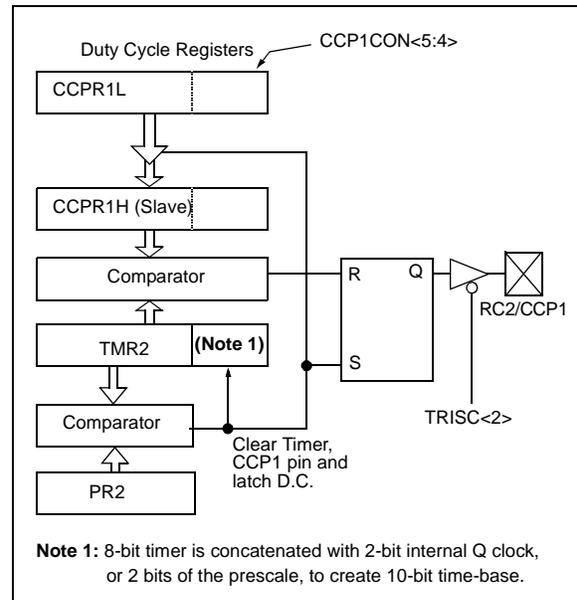 Duty Cycle Registers
CCP1CON<5:4>
CCPR1L
CCPR1H (Slave)
Comparator
R
Q
RC2/CCP1
TMR2
(Note 1)
S
TRISC<2>
Comparator
Clear Timer,
CCP1 pin and
latch D.C.
PR2
Note 1: 8-bit timer is concatenated with 2-bit internal Q clock,
or 2 bits of the prescale, to create 10-bit time-base.